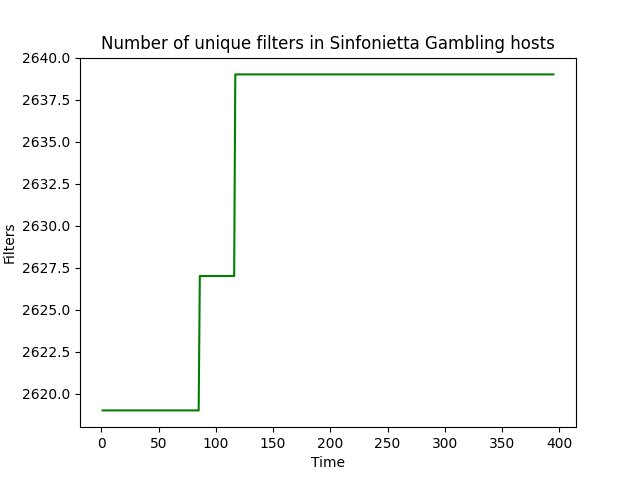 Number of unique filters in Sinfonietta Gambling hosts
2640.0
2637.5
2635.0
2632.5
2630.0
2627.5
2625.0
2622.5
2620.0
Filters
0 50 100 150 200 250 300 350 400
Time